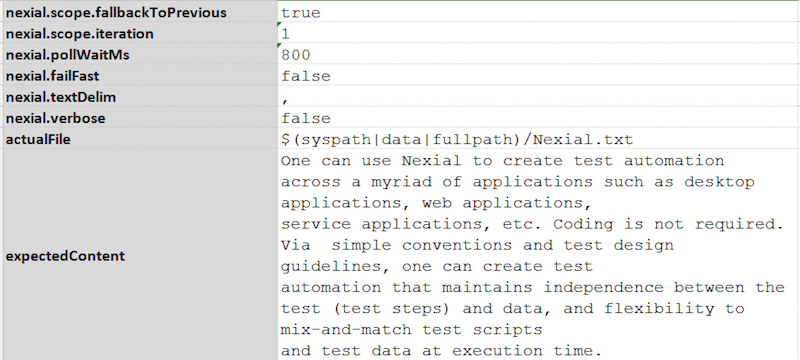 nexial.scope.fallbackToPrevious true
nexial.scope.iteration 1
nexial.pollWaitMs 800
nexial.failFast false
nexial.textDelim ,
nexial.verbose false
actualFile $(syspath|data|fullpath)/Nexial.txt
expectedContent
One can use Nexial to create test automation
across a myriad of applications such as desktop
applications, web applications,
service applications, etc. Coding is not required.
Via  simple conventions and test design
guidelines, one can create test
automation that maintains independence between the
test (test steps) and data, and flexibility to
mix-and-match test scripts
and test data at execution time.